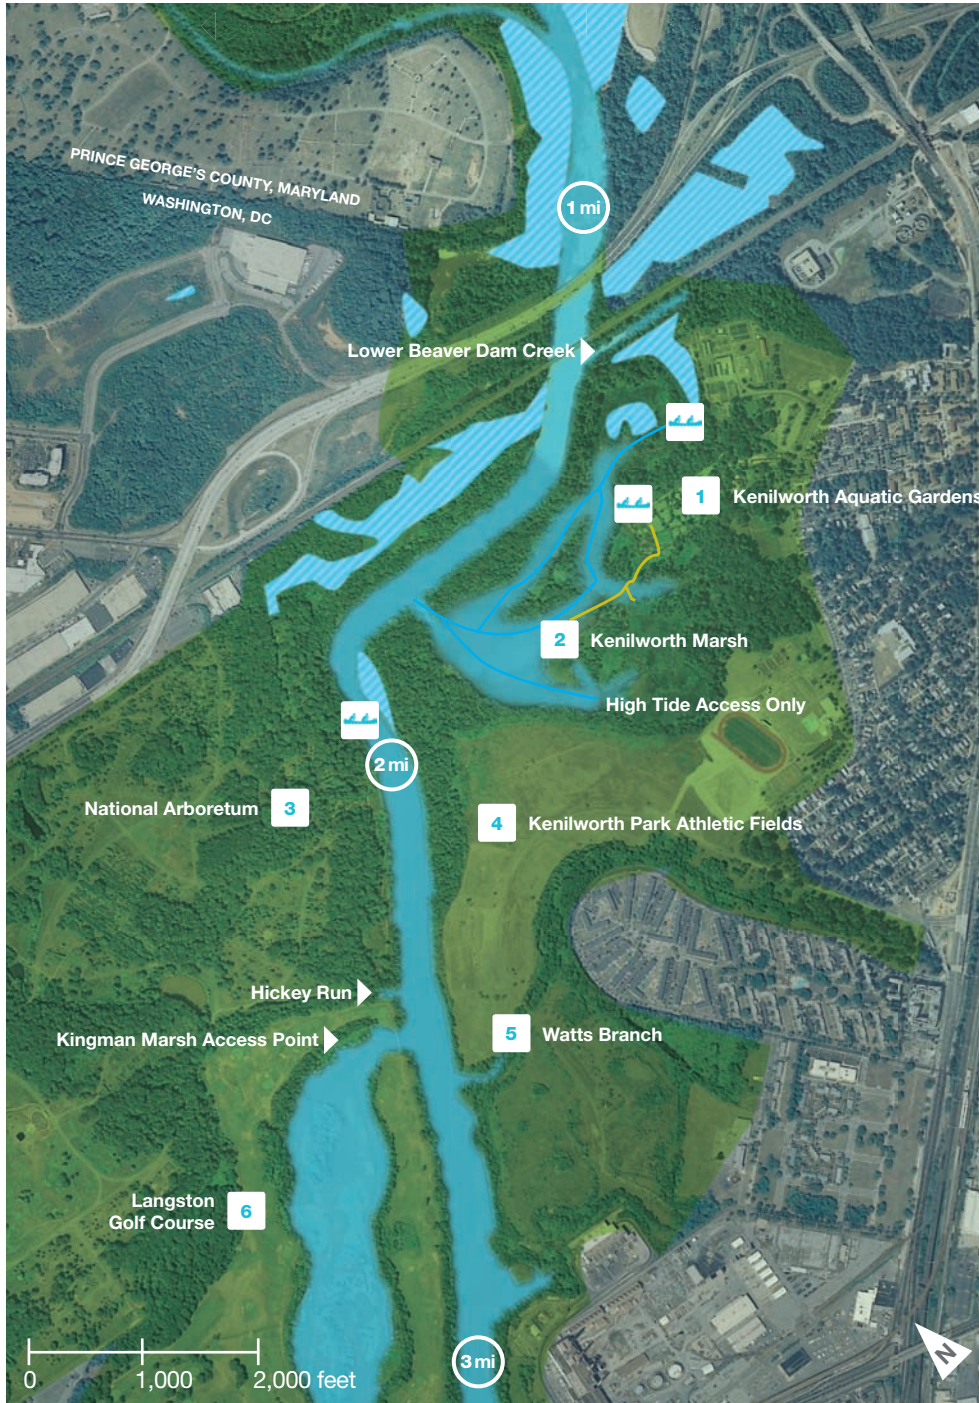 PRINCE GEORGE'S COUNTY, MARYLAND
WASHINGTON, DC
1 mi
Lower Beaver Dam Creek
1 Kenilworth Aquatic Gardens
2 Kenilworth Marsh
High Tide Access Only
2 mi
National Arboretum 3
4 Kenilworth Park Athletic Fields
Hickey Run
Kingman Marsh Access Point
5 Watts Branch
Langston
Golf Course
6
3 mi
0 1,000 2,000 feet
N